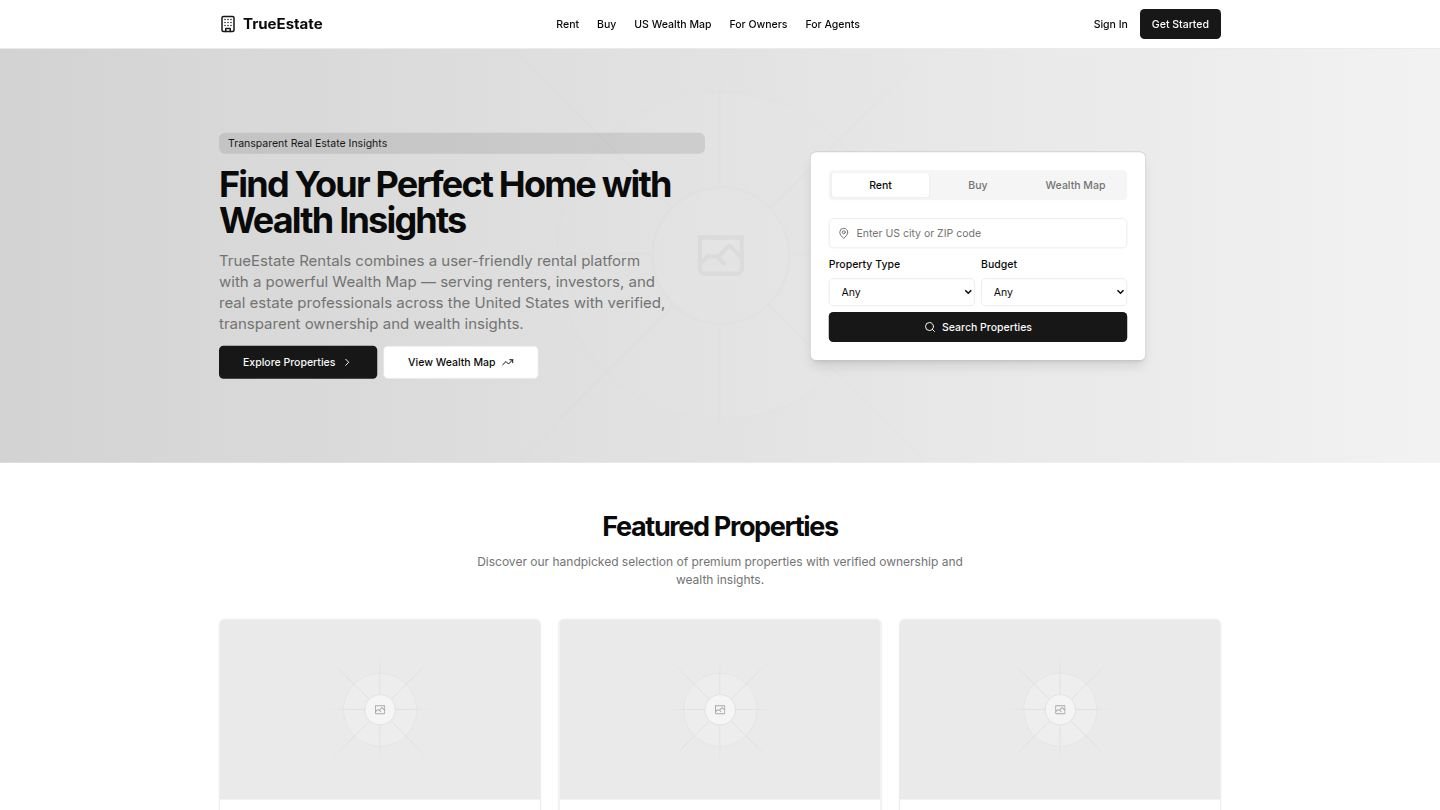 TrueEstate
Rent
Buy
US Wealth Map
For Owners
For Agents
Sign In
Get Started
Transparent Real Estate Insights
Find Your Perfect Home with
Wealth Insights
TrueEstate Rentals combines a user-friendly rental platform
with a powerful Wealth Map — serving renters, investors, and
real estate professionals across the United States with verified,
transparent ownership and wealth insights.
Explore Properties
View Wealth Map
Rent
Buy
Wealth Map
Enter US city or ZIP code
Property Type
Budget
Any
Any
Search Properties
Featured Properties
Discover our handpicked selection of premium properties with verified ownership and
wealth insights.